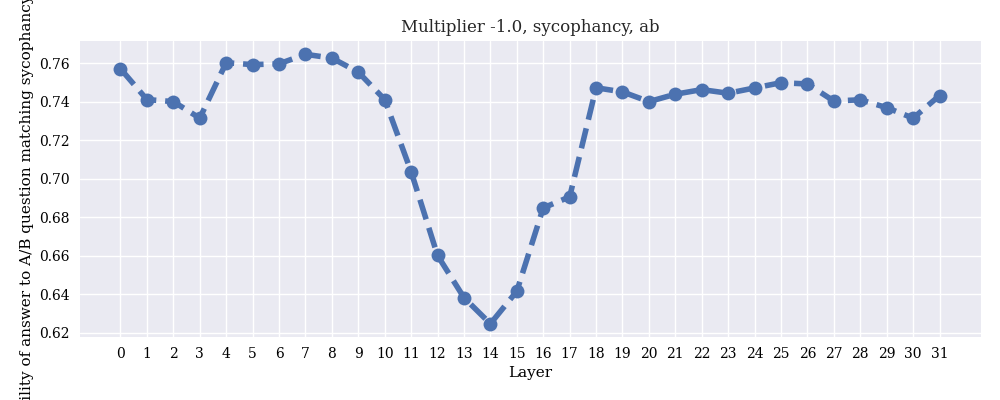 Multiplier -1.0, sycophancy, ab
ility of answer to A/B question matching sycophancy
0.76
0.74
0.72
0.70
0.68
0.66
0.64
0.62
0 1 2 3 4 5 6 7 8 9 10 11 12 13 14 15 16 17 18 19 20 21 22 23 24 25 26 27 28 29 30 31
Layer